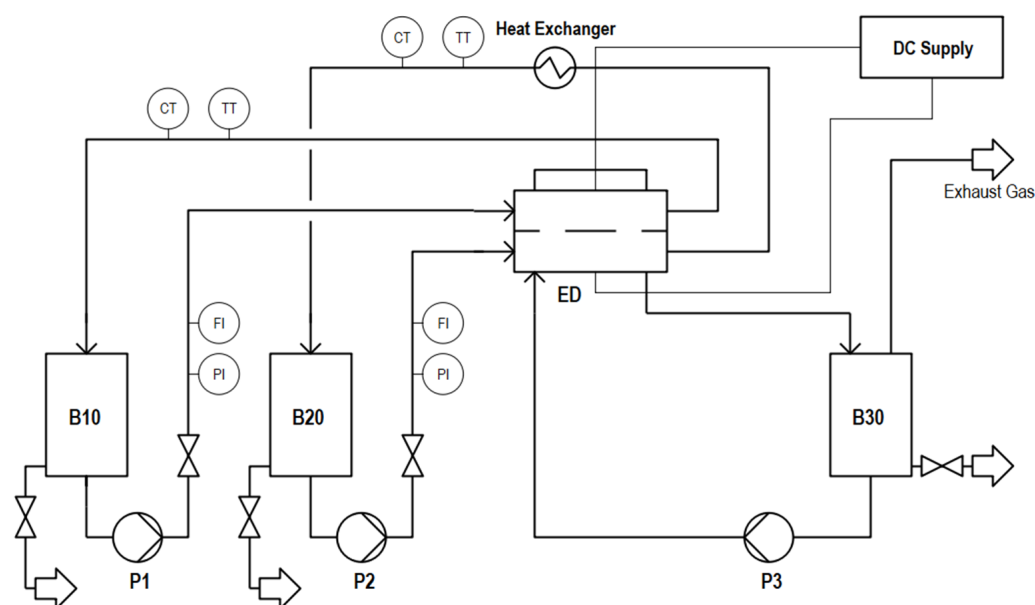 Heat Exchanger
CT
TT
DC Supply
CT
TT
Exhaust Gas
ED
FI
FI
PI
PI
B10
B20
B30
P1
P2
P3